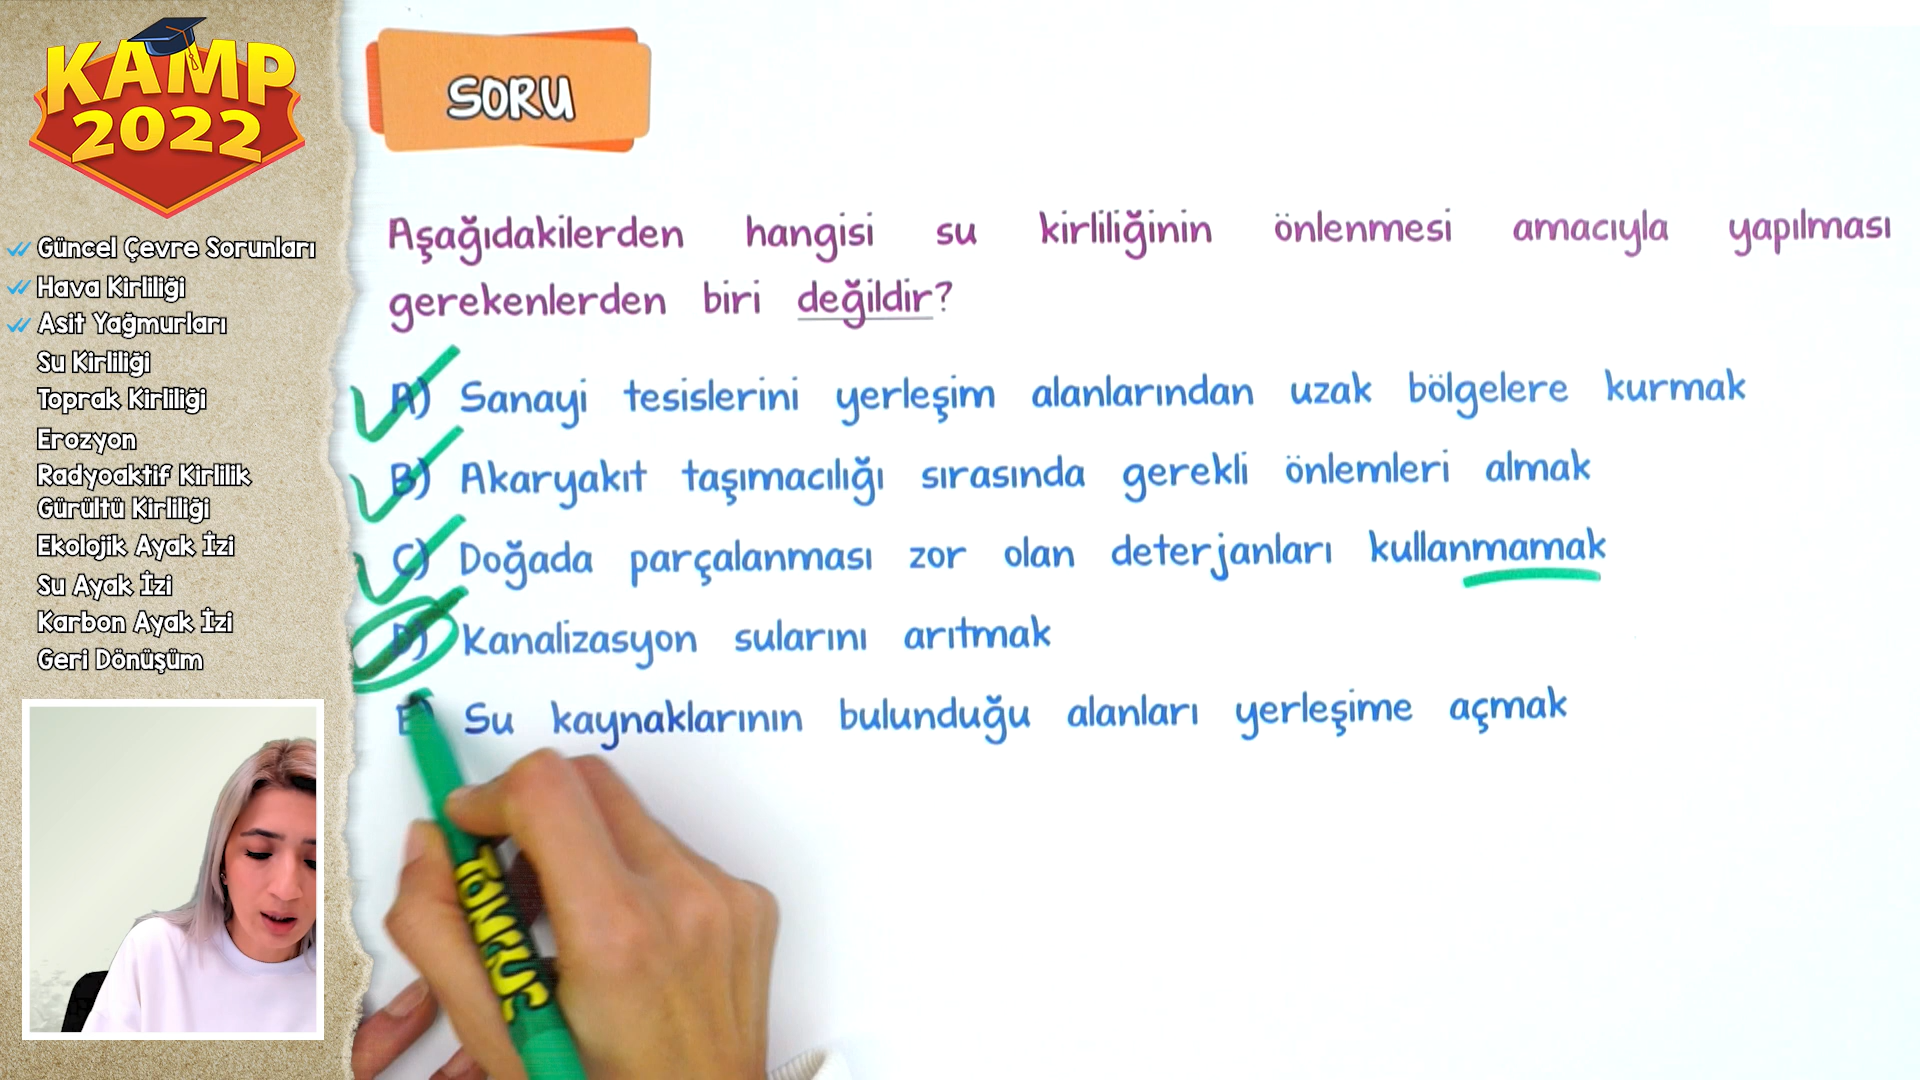 KAMP
2022
Güncel Çevre Sorunları
Hava Kirliliği
Asit Yağmurları
Su Kirliliği
Toprak Kirliliği
Erozyon
Radyoaktif Kirlilik
Gürültü Kirliliği
Ekolojik Ayak İzi
Su Ayak İzi
Karbon Ayak İzi
Geri Dönüşüm
SORU
Aşağıdakilerden hangisi su kirliliğinin önlenmesi amacıyla yapılması
gerekenlerden biri değildir?
A) Sanayi tesislerini yerleşim alanlarından uzak bölgelere kurmak
B) Akaryakıt taşımacılığı sırasında gerekli önlemleri almak
C) Doğada parçalanması zor olan deterjanları kullanmamak
D) Kanalizasyon sularını arıtmak
E) Su kaynaklarının bulunduğu alanları yerleşime açmak
TONGUÇ